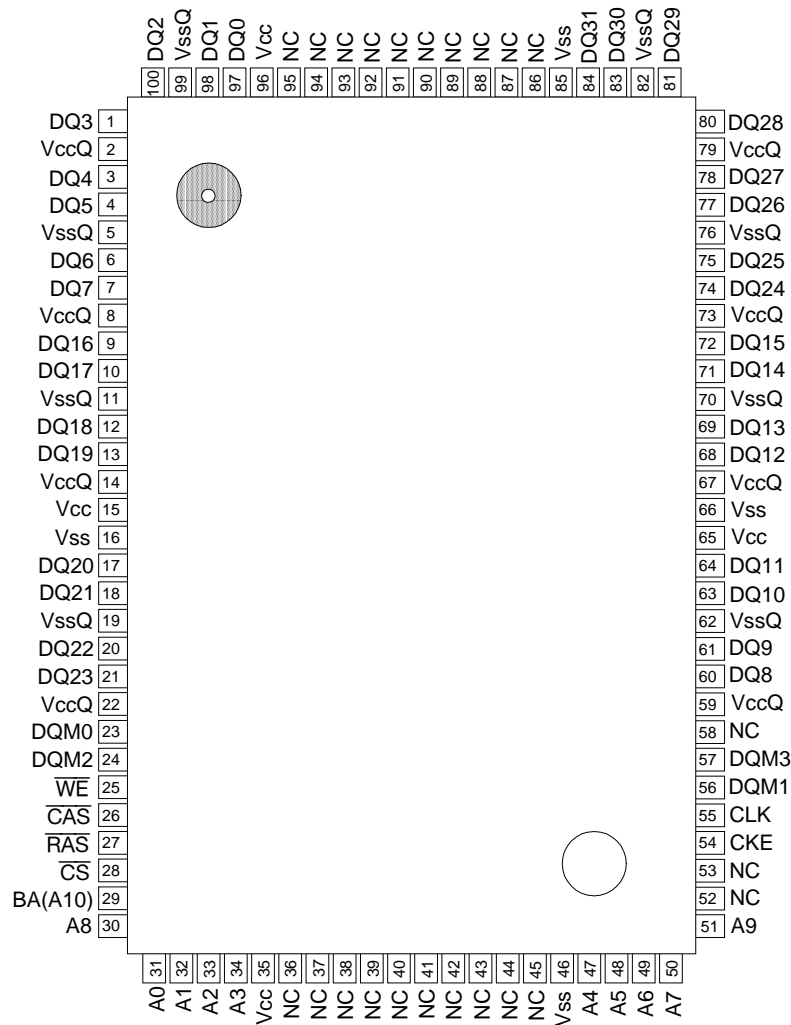 DQ2 VssQ DQ1 DQ0 Vcc NC NC NC NC NC NC NC NC NC NC Vss DQ31 DQ30 VssQ DQ29
100 99 98 97 96 95 94 93 92 91 90 89 88 87 86 85 84 83 82 81
DQ3 1 80 DQ28
VccQ 2 79 VccQ
DQ4 3 78 DQ27
DQ5 4 77 DQ26
VssQ 5 76 VssQ
DQ6 6 75 DQ25
DQ7 7 74 DQ24
VccQ 8 73 VccQ
DQ16 9 72 DQ15
DQ17 10 71 DQ14
VssQ 11 70 VssQ
DQ18 12 69 DQ13
DQ19 13 68 DQ12
VccQ 14 67 VccQ
Vcc 15 66 Vss
Vss 16 65 Vcc
DQ20 17 64 DQ11
DQ21 18 63 DQ10
VssQ 19 62 VssQ
DQ22 20 61 DQ9
DQ23 21 60 DQ8
VccQ 22 59 VccQ
DQM0 23 58 NC
DQM2 24 57 DQM3
W̅E̅ 25 56 DQM1
C̅A̅S̅ 26 55 CLK
R̅A̅S̅ 27 54 CKE
C̅S̅ 28 53 NC
BA(A10) 29 52 NC
A8 30 51 A9
31 32 33 34 35 36 37 38 39 40 41 42 43 44 45 46 47 48 49 50
A0 A1 A2 A3 Vcc NC NC NC NC NC NC NC NC NC NC Vss A4 A5 A6 A7